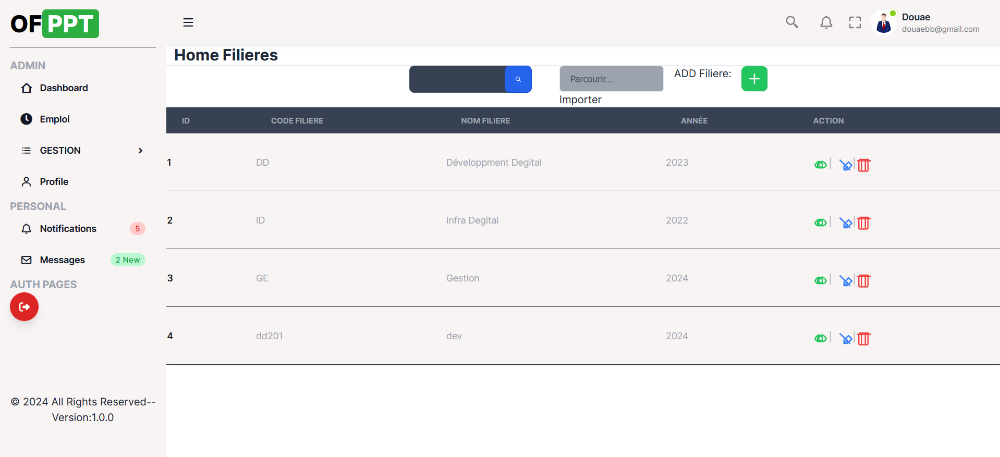 OFPPT
ADMIN
Dashboard
Emploi
GESTION
Profile
PERSONAL
Notifications 5
Messages 2 New
AUTH PAGES
© 2024 All Rights Reserved--
Version:1.0.0
Douae
douaebb@gmail.com
Home Filieres
Parcourir... ADD Filiere:
Importer
ID CODE FILIERE NOM FILIERE ANNÉE ACTION
1 DD Développment Degital 2023
2 ID Infra Degital 2022
3 GE Gestion 2024
4 dd201 dev 2024